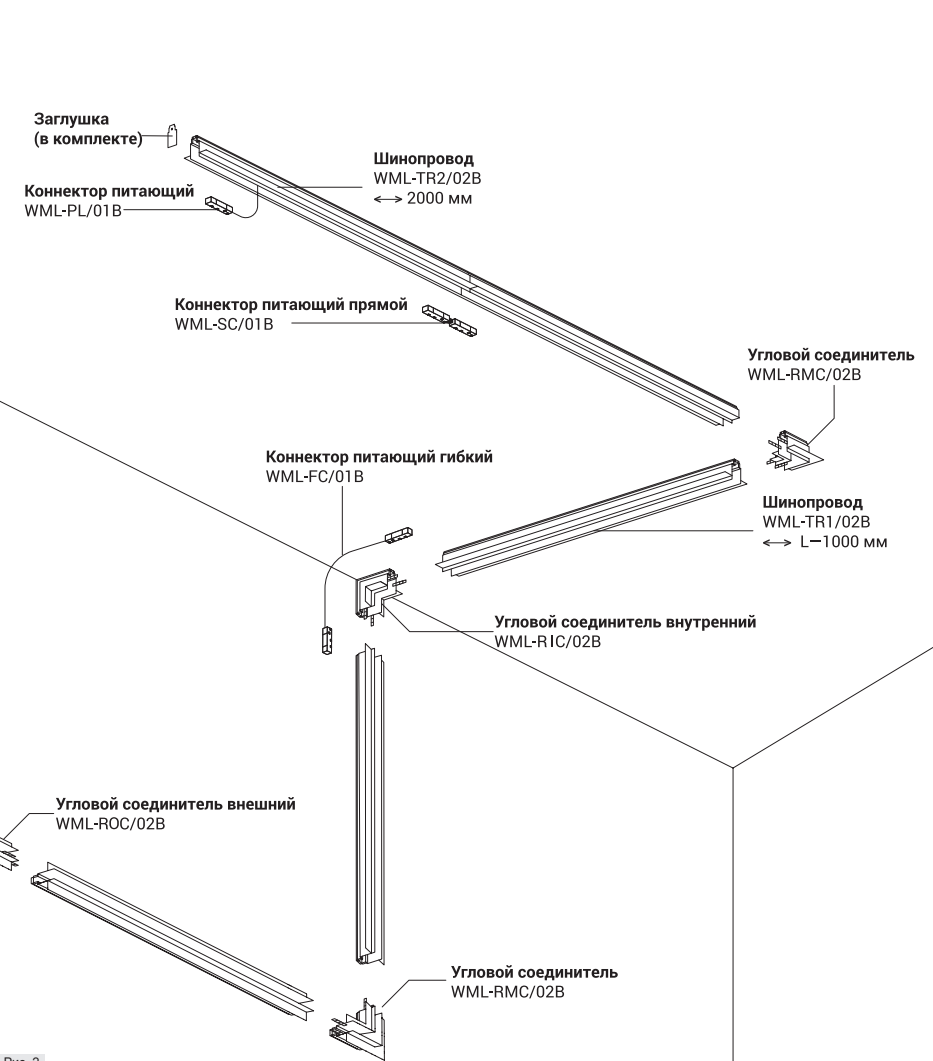 Заглушка
(в комплекте)
Шинопровод
WML-TR2/02B
⟷ 2000 мм
Коннектор питающий
WML-PL/01B
Коннектор питающий прямой
WML-SC/01B
Угловой соединитель
WML-RMC/02B
Коннектор питающий гибкий
WML-FC/01B
Шинопровод
WML-TR1/02B
⟷ L—1000 мм
Угловой соединитель внутренний
WML-RIC/02B
Угловой соединитель внешний
WML-ROC/02B
Угловой соединитель
WML-RMC/02B